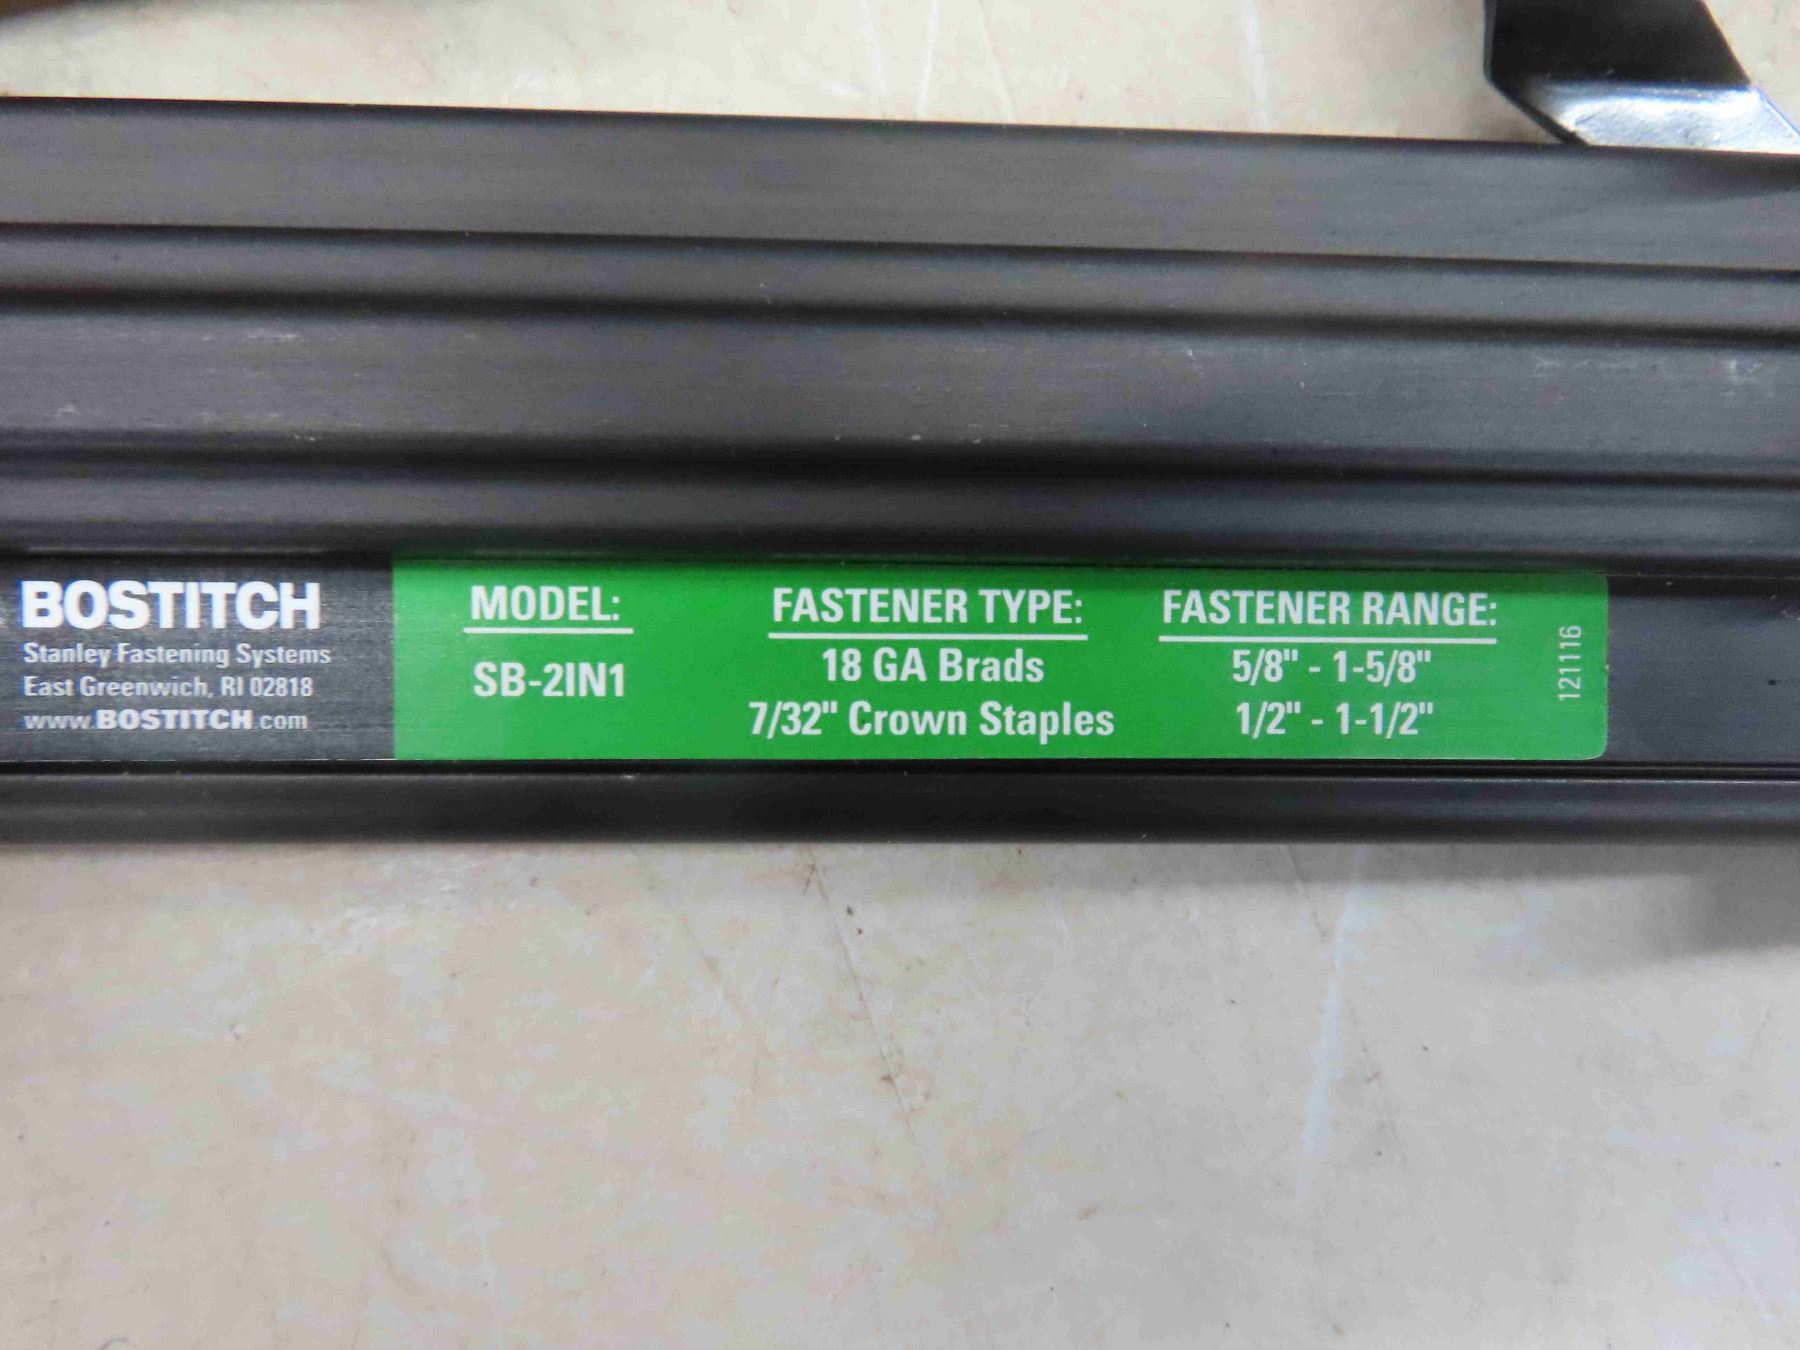 BOSTITCH
Stanley Fastening Systems
East Greenwich, RI 02818
www.BOSTITCH.com
MODEL:
SB-2IN1
FASTENER TYPE:
18 GA Brads
7/32" Crown Staples
FASTENER RANGE:
5/8" - 1-5/8"
1/2" - 1-1/2"
121116